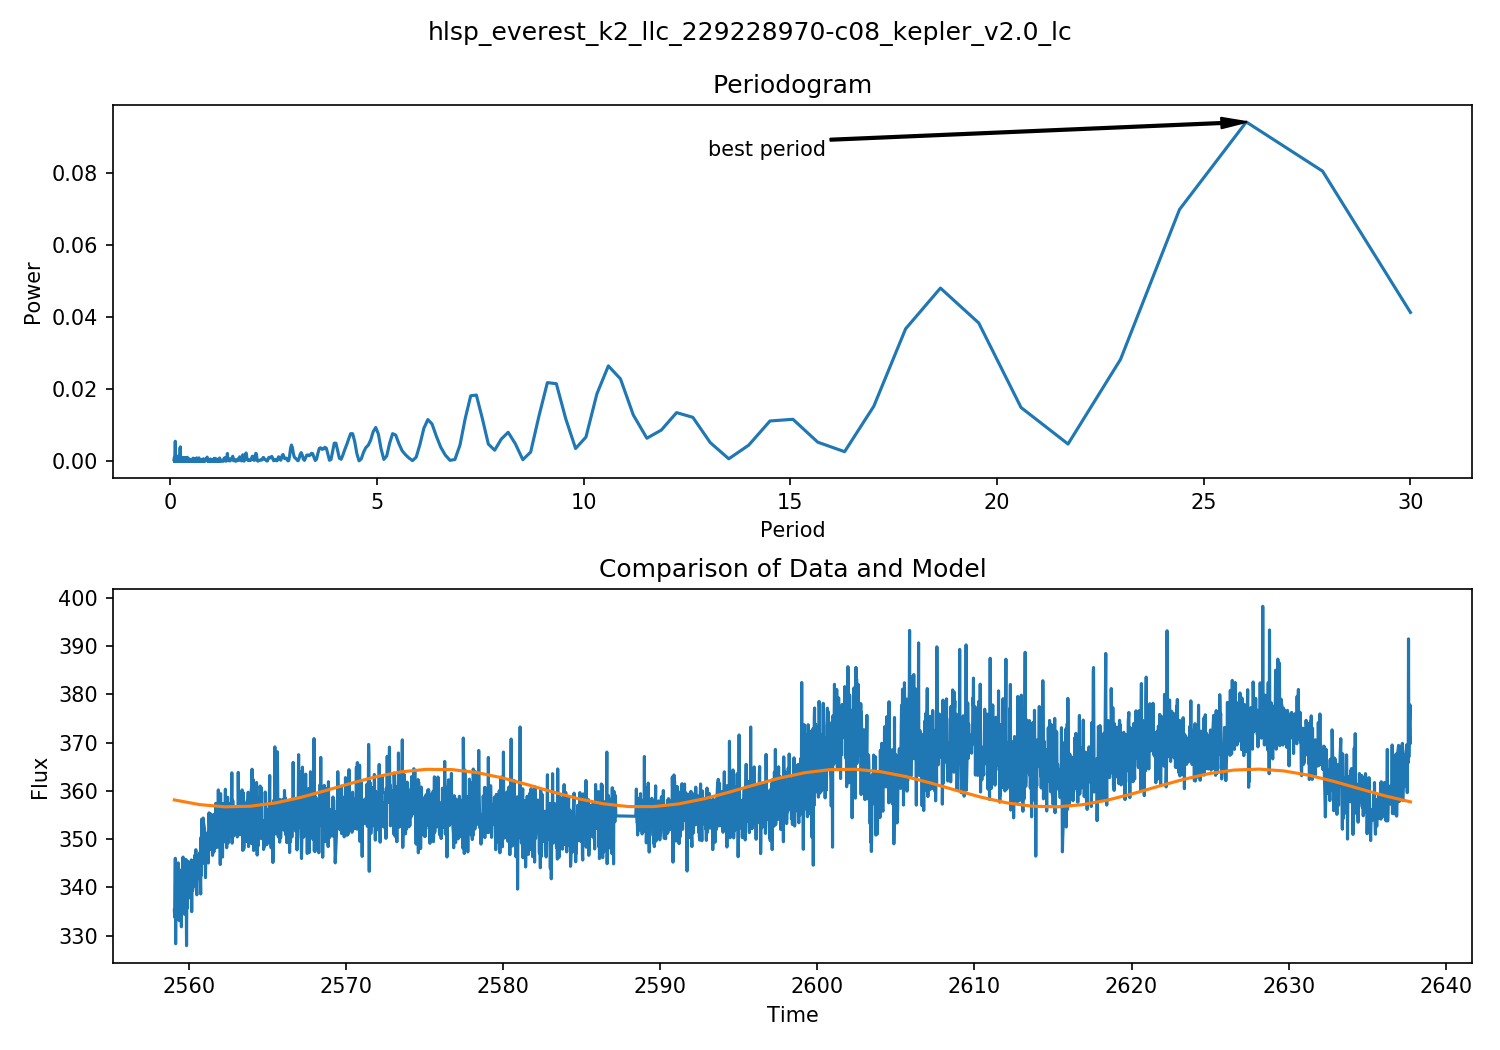 hlsp_everest_k2_llc_229228970-c08_kepler_v2.0_lc
Periodogram
best period
Power
0.08
0.06
0.04
0.02
0.00
0 5 10 15 20 25 30
Period
Comparison of Data and Model
Flux
400
390
380
370
360
350
340
330
2560 2570 2580 2590 2600 2610 2620 2630 2640
Time